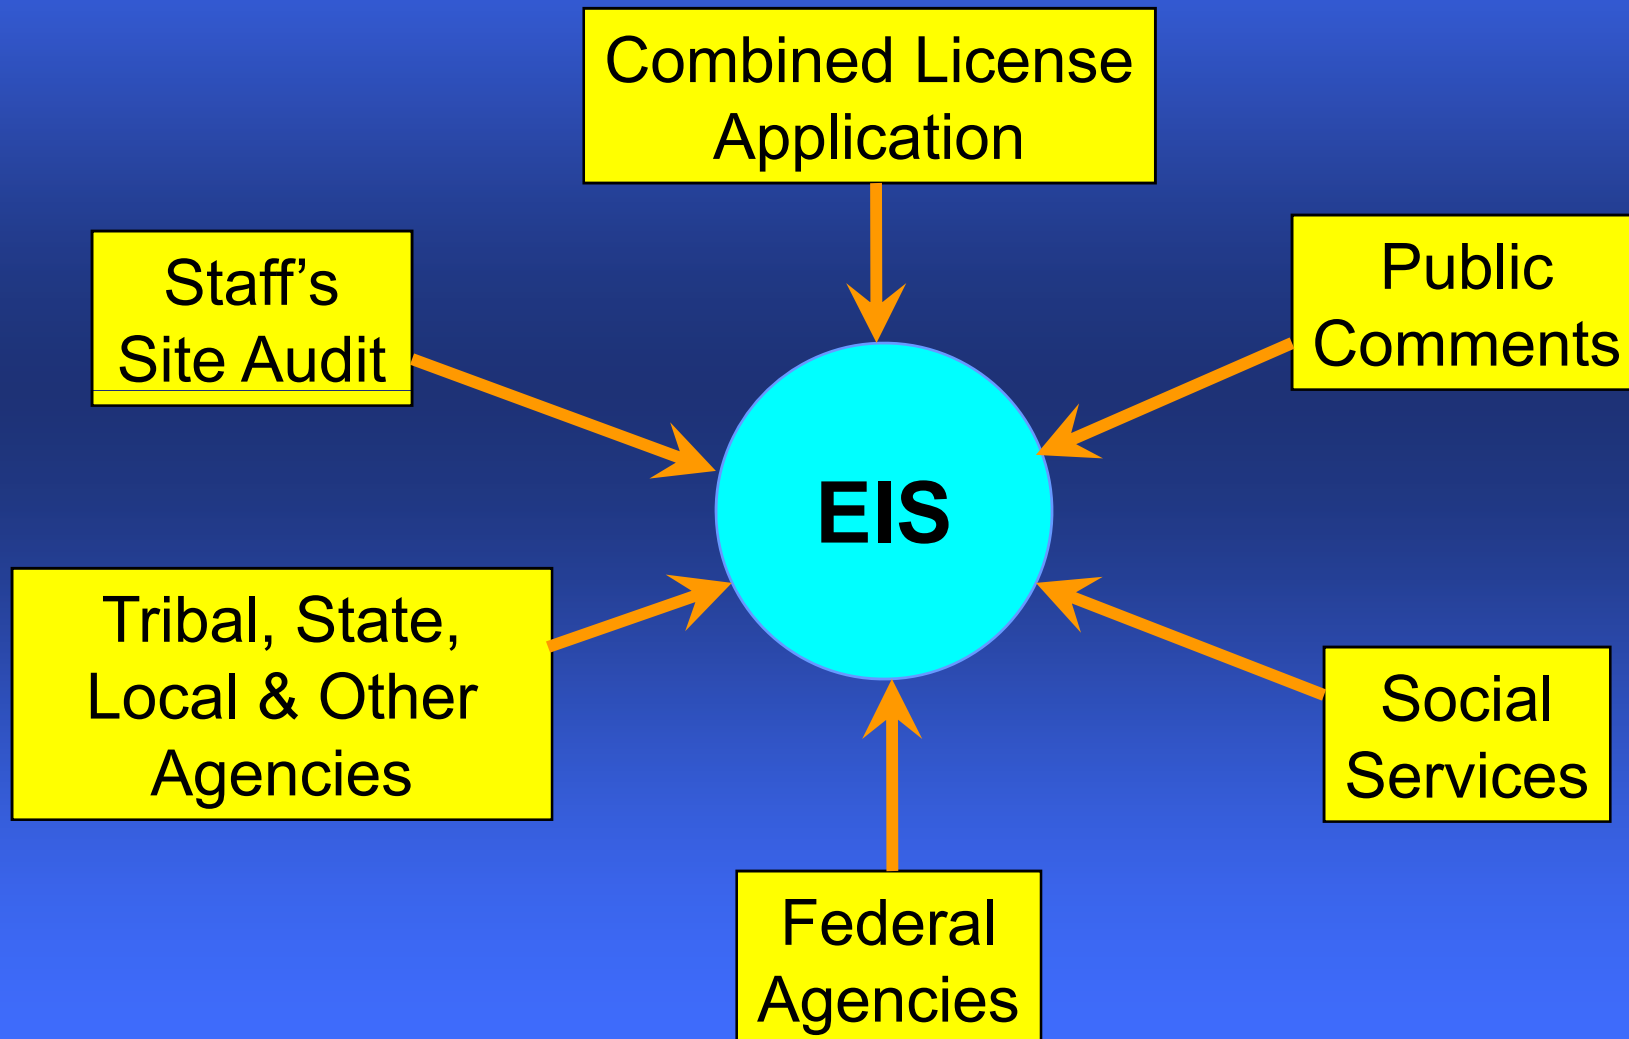 Combined License
Application
Staff’s
Site Audit
Public
Comments
EIS
Tribal, State,
Local & Other
Agencies
Social
Services
Federal
Agencies